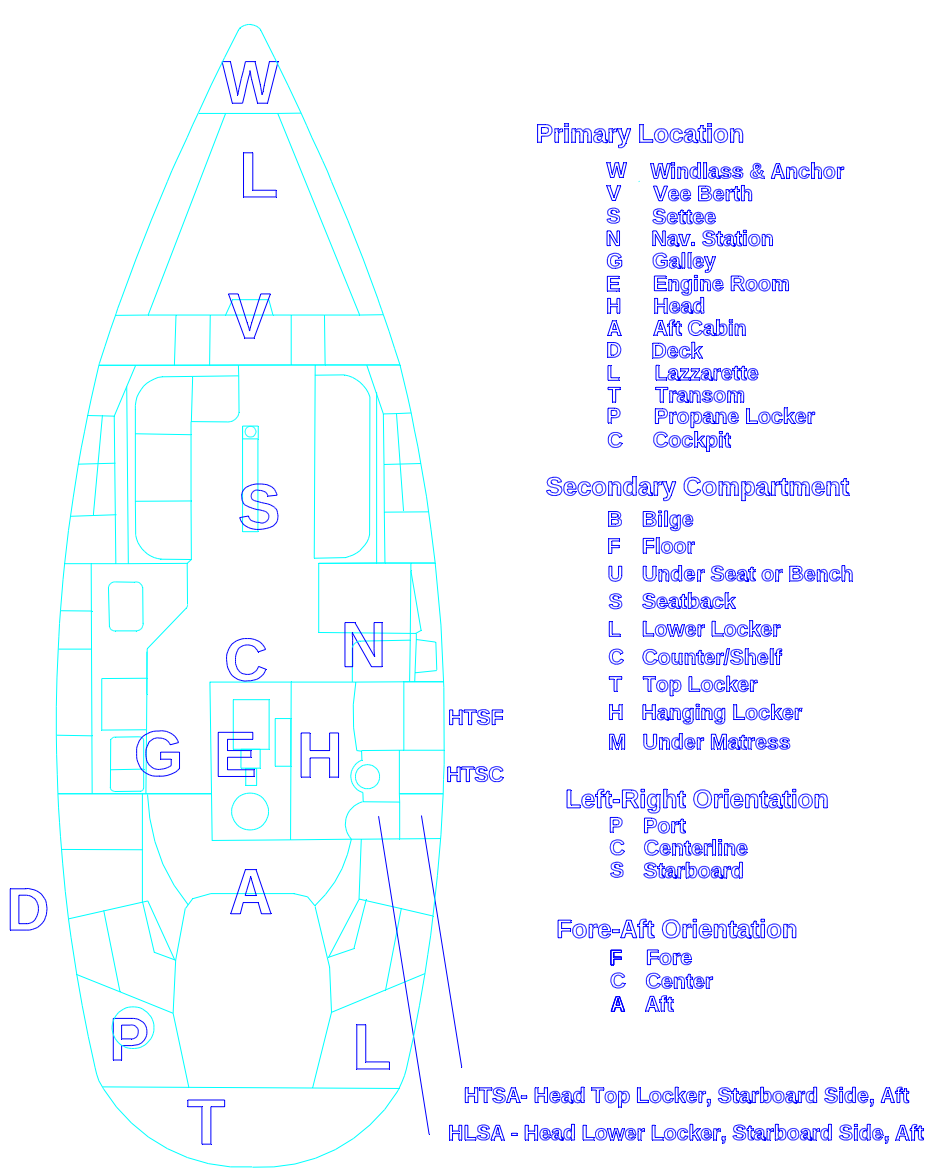 W
L
V
S
C
N
G
E
H
HTSF
HTSC
A
D
P
L
T
Primary Location
W Windlass & Anchor
V Vee Berth
S Settee
N Nav. Station
G Galley
E Engine Room
H Head
A Aft Cabin
D Deck
L Lazzarette
T Transom
P Propane Locker
C Cockpit
Secondary Compartment
B Bilge
F Floor
U Under Seat or Bench
S Seatback
L Lower Locker
C Counter/Shelf
T Top Locker
H Hanging Locker
M Under Matress
Left-Right Orientation
P Port
C Centerline
S Starboard
Fore-Aft Orientation
F Fore
C Center
A Aft
HTSA- Head Top Locker, Starboard Side, Aft
HLSA - Head Lower Locker, Starboard Side, Aft